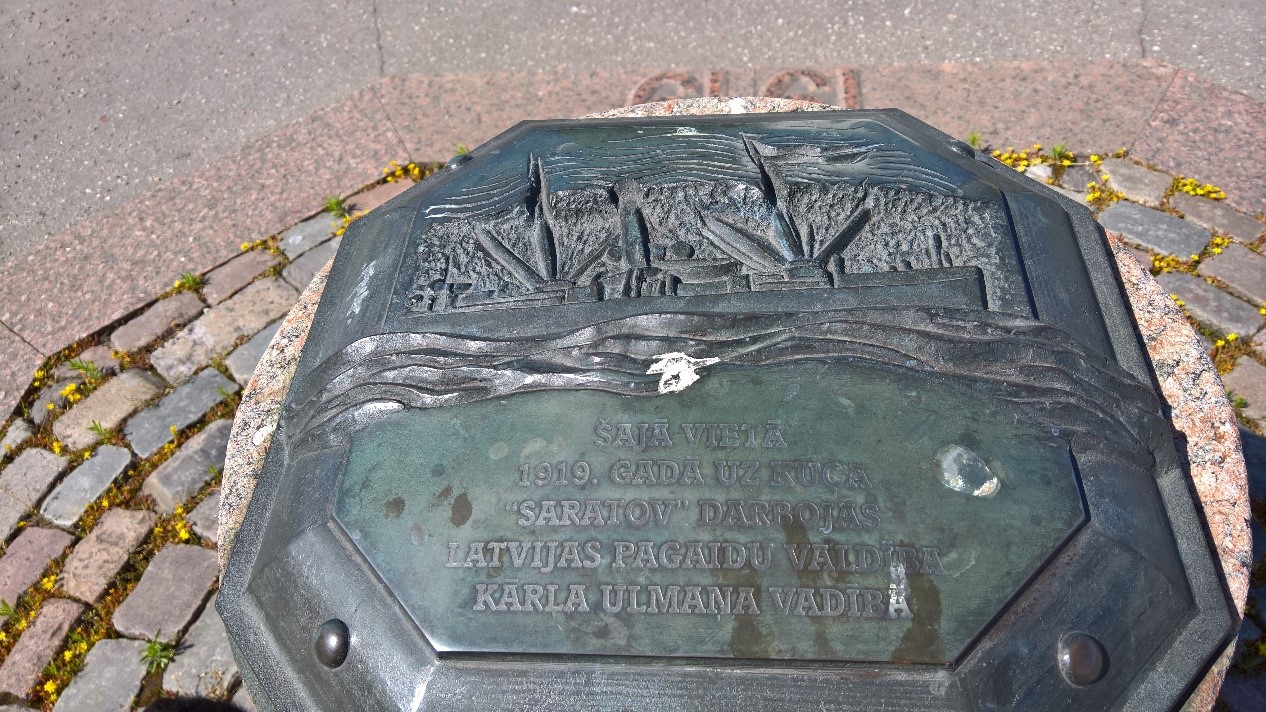 ŠAJĀ VIETĀ
1919. GADĀ UZ KUĢA
"SARATOV" DARBOJĀS
LATVIJAS PAGAIDU VALDĪBA
KĀRĻA ULMAŅA VADĪBĀ